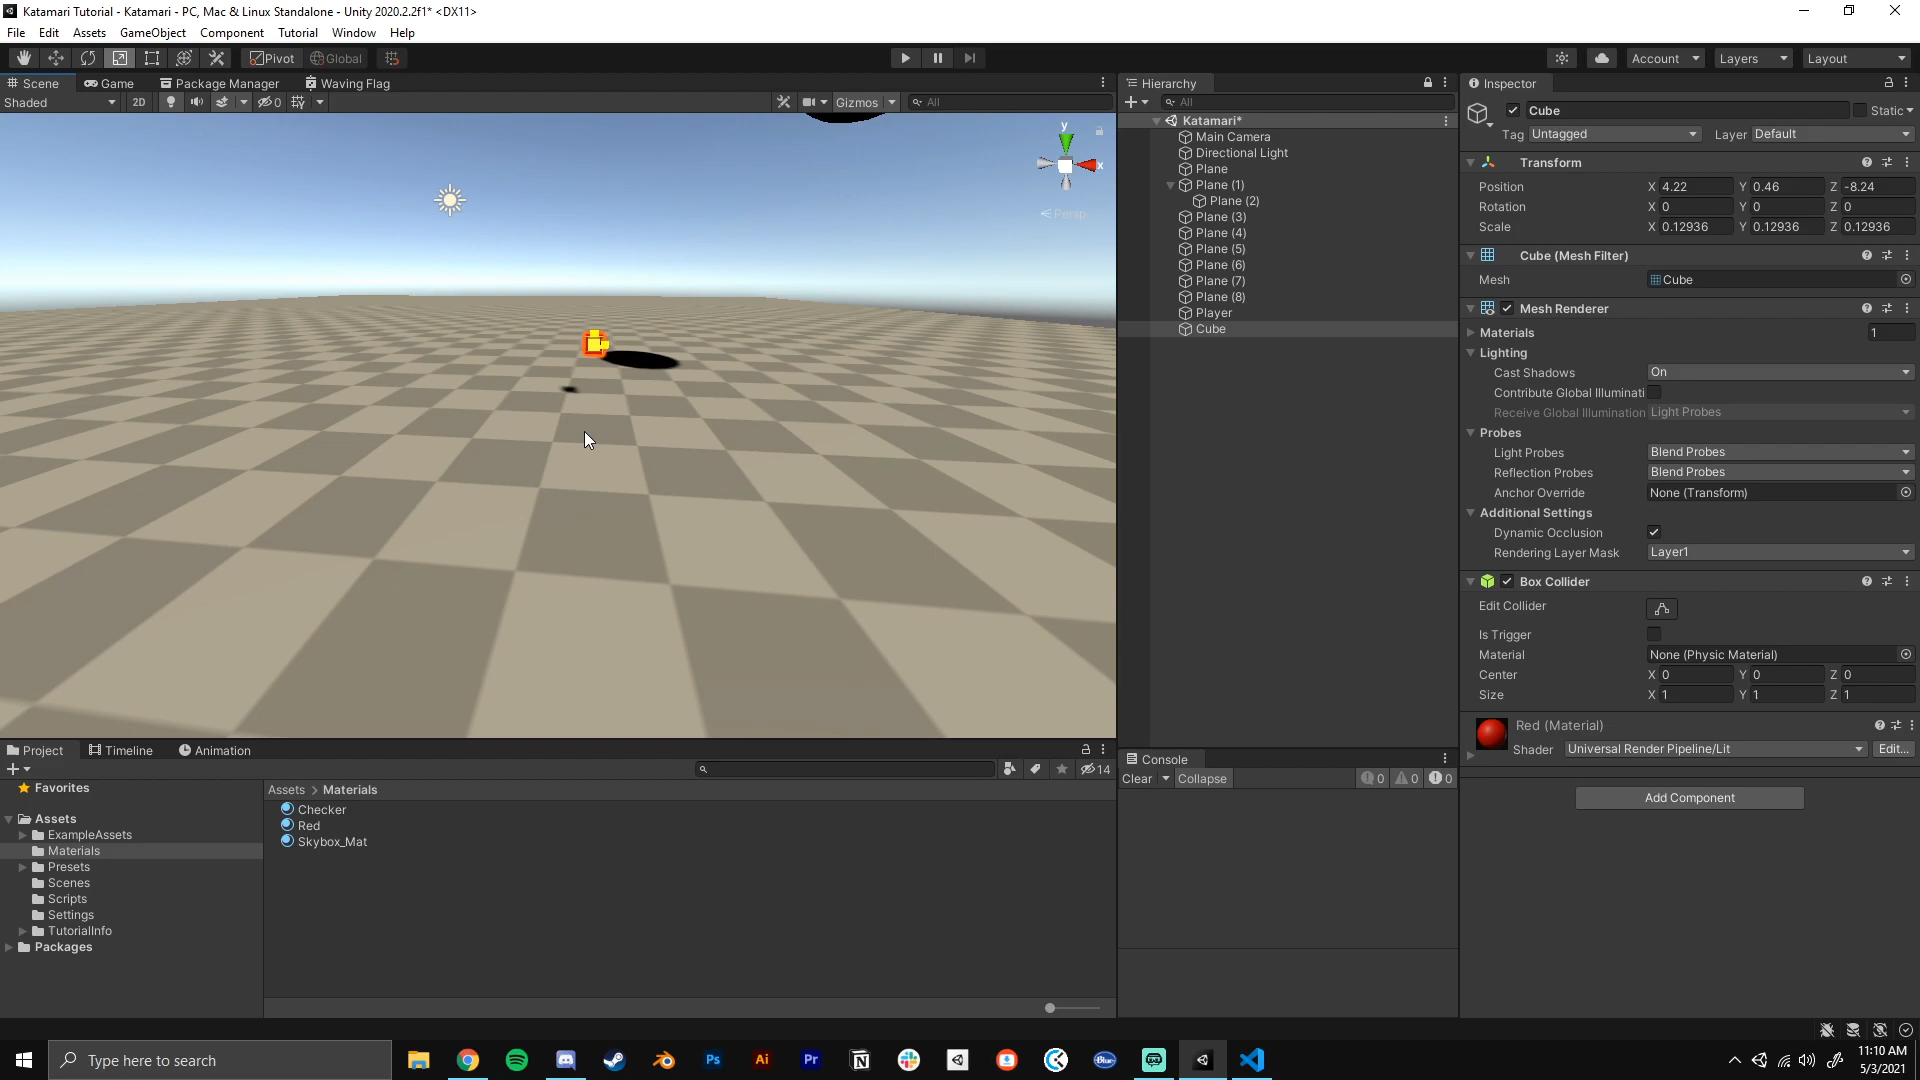 Katamari Tutorial - Katamari - PC, Mac & Linux Standalone - Unity 2020.2.2f1* <DX11>
File Edit Assets GameObject Component Tutorial Window Help
Pivot Global Account Layers Layout
Scene Game Package Manager Waving Flag
Shaded 2D 0 Gizmos All
y
x
Persp
Hierarchy
All
Katamari*
Main Camera
Directional Light
Plane
Plane (1)
Plane (2)
Plane (3)
Plane (4)
Plane (5)
Plane (6)
Plane (7)
Plane (8)
Player
Cube
Inspector
Cube Static
Tag Untagged Layer Default
Transform
Position X 4.22 Y 0.46 Z -8.24
Rotation X 0 Y 0 Z 0
Scale X 0.12936 Y 0.12936 Z 0.12936
Cube (Mesh Filter)
Mesh Cube
Mesh Renderer
Materials 1
Lighting
Cast Shadows On
Contribute Global Illuminati
Receive Global Illumination Light Probes
Probes
Light Probes Blend Probes
Reflection Probes Blend Probes
Anchor Override None (Transform)
Additional Settings
Dynamic Occlusion
Rendering Layer Mask Layer1
Box Collider
Edit Collider
Is Trigger
Material None (Physic Material)
Center X 0 Y 0 Z 0
Size X 1 Y 1 Z 1
Red (Material)
Shader Universal Render Pipeline/Lit Edit...
Add Component
Project Timeline Animation
14
Favorites
Assets
ExampleAssets
Materials
Presets
Scenes
Scripts
Settings
TutorialInfo
Packages
Assets > Materials
Checker
Red
Skybox_Mat
Console
Clear Collapse 0 0 0
Type here to search
Ps Ai Pr N Blue
11:10 AM
5/3/2021